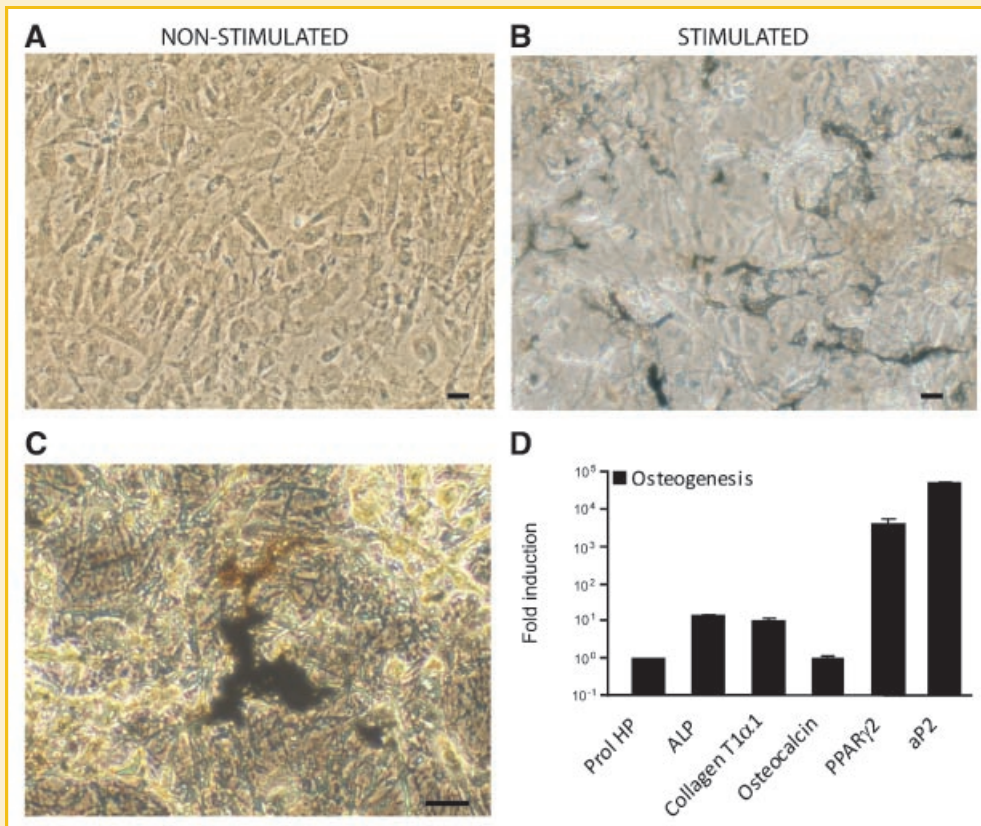 A NON-STIMULATED
B STIMULATED
C
D
Osteogenesis
Fold induction
10⁵
10⁴
10³
10²
10¹
10⁰
10⁻¹
Prol HP
ALP
Collagen T1α1
Osteocalcin
PPARγ2
aP2